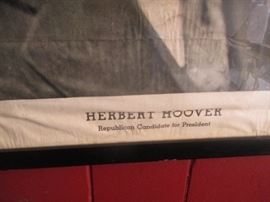 HERBERT HOOVER
Republican Candidate for President